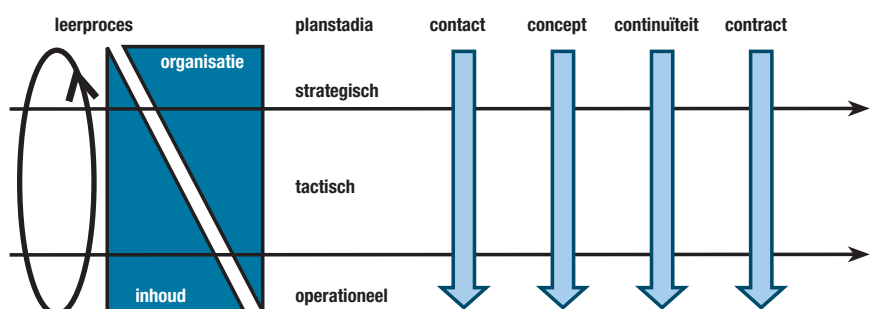 leerproces planstadia contact concept continuïteit contract
organisatie
strategisch
tactisch
inhoud operationeel